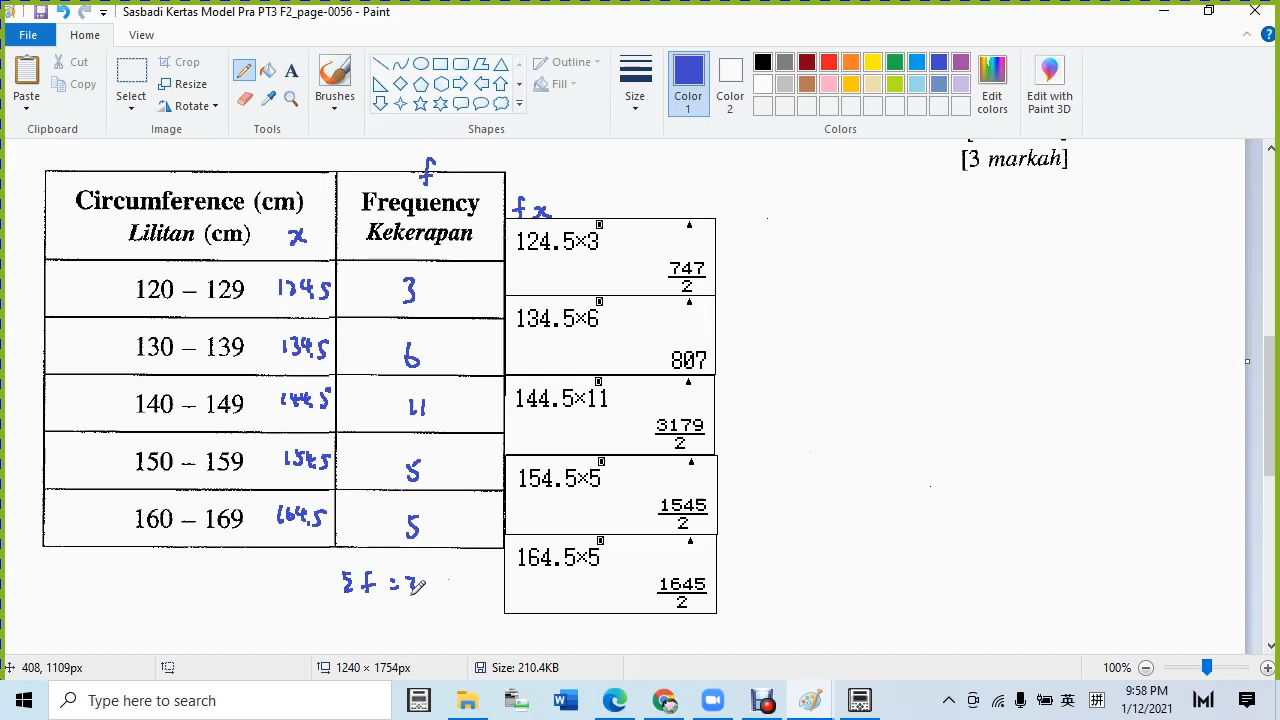 Sasbadi Kertas Model Pra PT3 F2_page-0056 - Paint
File Home View
Paste
Cut
Copy
Clipboard
Select
Crop
Resize
Rotate
Image
Tools
Brushes
Shapes
Outline
Fill
Size
Color 1
Color 2
Colors
Edit colors
Edit with Paint 3D
[3 markah]
f
Circumference (cm) Frequency
Lilitan (cm) x Kekerapan
fx
120 – 129 124.5 3
130 – 139 134.5 6
140 – 149 144.5 11
150 – 159 154.5 5
160 – 169 164.5 5
124.5×3
747
2
134.5×6
807
144.5×11
3179
2
154.5×5
1545
2
164.5×5
1645
2
Σf =
408, 1109px 1240 × 1754px Size: 210.4KB 100%
Type here to search
英 拼
9:58 PM
1/12/2021